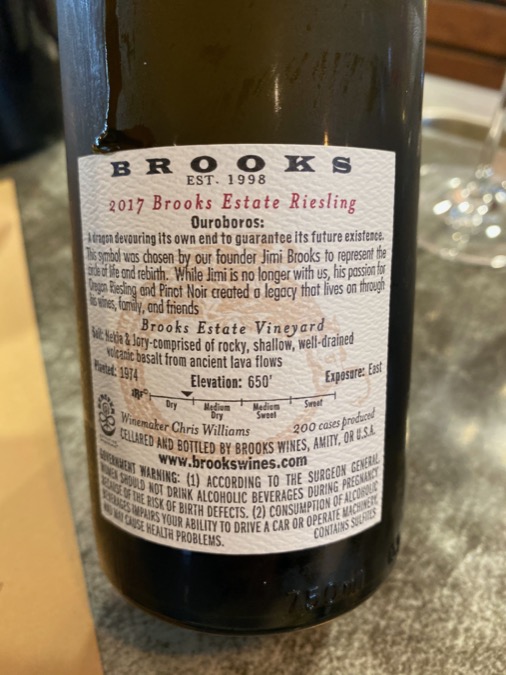 BROOKS
EST. 1998
2017 Brooks Estate Riesling
Ouroboros:
A dragon devouring its own end to guarantee its future existence.
This symbol was chosen by our founder Jimi Brooks to represent the
circle of life and rebirth. While Jimi is no longer with us, his passion for
Oregon Riesling and Pinot Noir created a legacy that lives on through
his wines, family, and friends
Brooks Estate Vineyard
Soil: Nekia & Jory-comprised of rocky, shallow, well-drained
volcanic basalt from ancient lava flows
Planted: 1974
Elevation: 650'
Exposure: East
IRF
Dry
Medium Dry
Medium Sweet
Sweet
Winemaker Chris Williams
200 cases produced
CELLARED AND BOTTLED BY BROOKS WINES, AMITY, OR U.S.A.
www.brookswines.com
GOVERNMENT WARNING: (1) ACCORDING TO THE SURGEON GENERAL,
WOMEN SHOULD NOT DRINK ALCOHOLIC BEVERAGES DURING PREGNANCY
BECAUSE OF THE RISK OF BIRTH DEFECTS. (2) CONSUMPTION OF ALCOHOLIC
BEVERAGES IMPAIRS YOUR ABILITY TO DRIVE A CAR OR OPERATE MACHINERY,
AND MAY CAUSE HEALTH PROBLEMS.
CONTAINS SULFITES